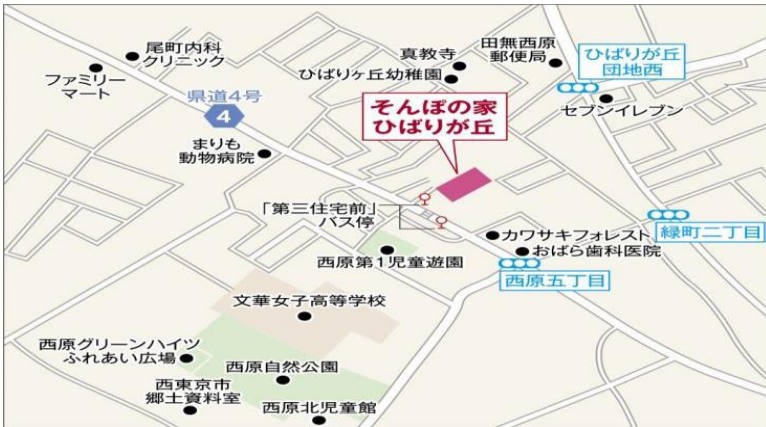 尾町内科
クリニック
ファミリー
マート
県道4号
4
まりも
動物病院
真教寺
ひばりヶ丘幼稚園
田無西原
郵便局
ひばりが丘
団地西
セブンイレブン
そんぽの家
ひばりが丘
「第三住宅前」
バス停
カワサキフォレスト
おばら歯科医院
緑町二丁目
西原五丁目
西原第1児童遊園
文華女子高等学校
西原グリーンハイツ
ふれあい広場
西原自然公園
西東京市
郷土資料室
西原北児童館